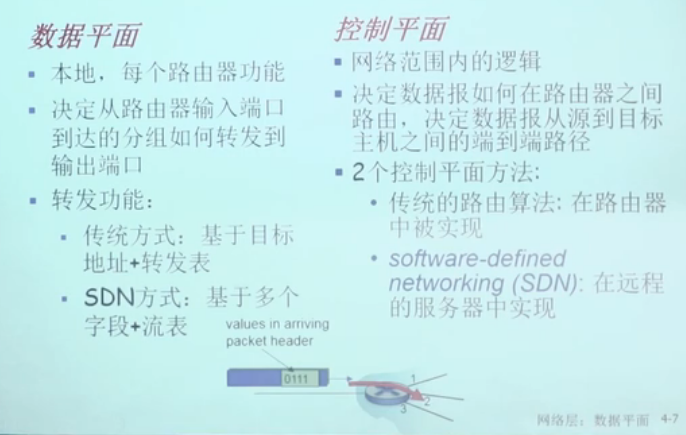 数据平面
本地，每个路由器功能
决定从路由器输入端口
到达的分组如何转发到
输出端口
转发功能：
传统方式：基于目标
地址+转发表
SDN方式：基于多个
字段+流表
控制平面
网络范围内的逻辑
决定数据报如何在路由器之间
路由，决定数据报从源到目标
主机之间的端到端路径
2个控制平面方法:
传统的路由算法: 在路由器
中被实现
software-defined
networking (SDN): 在远程
的服务器中实现
values in arriving
packet header
0111
1
2
3
网络层：数据平面 4-7